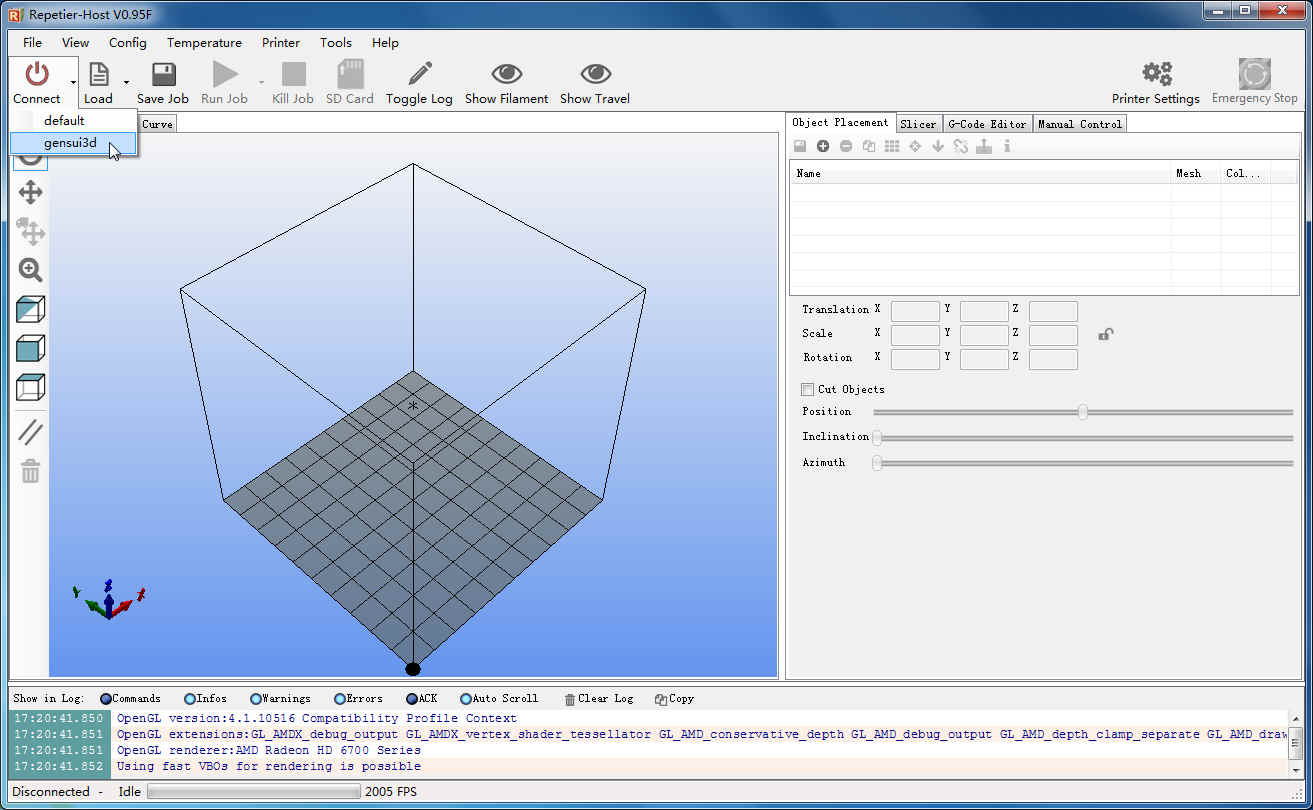 Repetier-Host V0.95F
File View Config Temperature Printer Tools Help
Connect Load Save Job Run Job Kill Job SD Card Toggle Log Show Filament Show Travel Printer Settings Emergency Stop
default
gensui3d
Curve
Object Placement Slicer G-Code Editor Manual Control
Name Mesh Col...
Translation X Y Z
Scale X Y Z
Rotation X Y Z
Cut Objects
Position
Inclination
Azimuth
Y Z X
Show in Log: Commands Infos Warnings Errors ACK Auto Scroll Clear Log Copy
17:20:41.850 OpenGL version:4.1.10516 Compatibility Profile Context
17:20:41.851 OpenGL extensions:GL_AMDX_debug_output GL_AMDX_vertex_shader_tessellator GL_AMD_conservative_depth GL_AMD_debug_output GL_AMD_depth_clamp_separate GL_AMD_draw
17:20:41.851 OpenGL renderer:AMD Radeon HD 6700 Series
17:20:41.852 Using fast VBOs for rendering is possible
Disconnected - Idle 2005 FPS